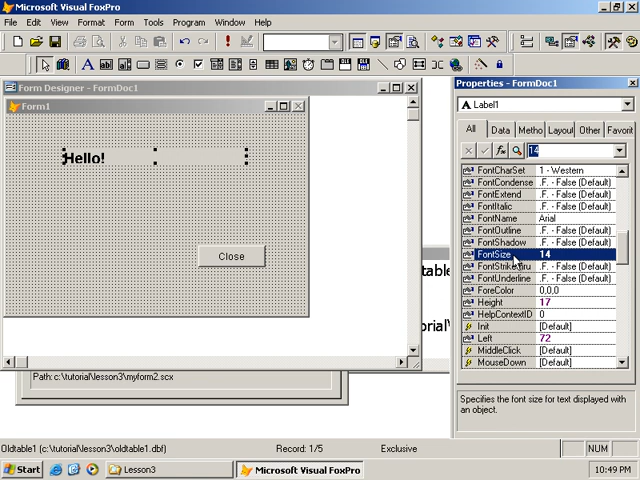 Microsoft Visual FoxPro
File Edit View Format Form Tools Program Window Help
Form Designer - FormDoc1
Form1
Hello!
Close
Path: c:\tutorial\lesson3\myform2.scx
Properties - FormDoc1
Label1
All Data Metho Layout Other Favorit
14
FontCharSet 1 - Western
FontCondense .F. - False (Default)
FontExtend .F. - False (Default)
FontItalic .F. - False (Default)
FontName Arial
FontOutline .F. - False (Default)
FontShadow .F. - False (Default)
FontSize 14
FontStrikethru .F. - False (Default)
FontUnderline .F. - False (Default)
ForeColor 0,0,0
Height 17
HelpContextID 0
Init [Default]
Left 72
MiddleClick [Default]
MouseDown [Default]
Specifies the font size for text displayed with
an object.
Oldtable1 (c:\tutorial\lesson3\oldtable1.dbf) Record: 1/5 Exclusive NUM
Start Lesson3 Microsoft Visual FoxPro 10:49 PM